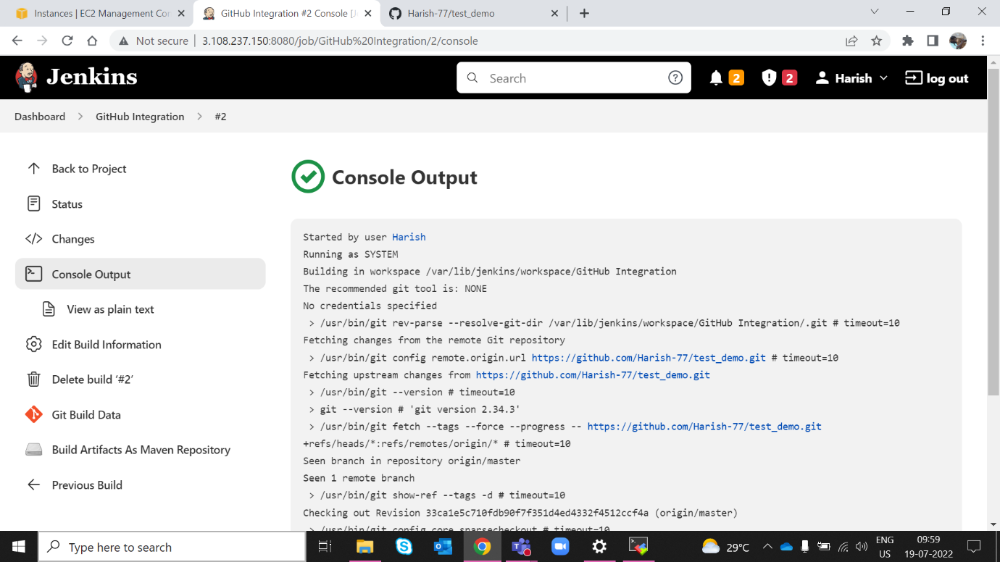 Instances | EC2 Management Con
GitHub Integration #2 Console [J
Harish-77/test_demo
Not secure
3.108.237.150:8080/job/GitHub%20Integration/2/console
Jenkins
Search
2
2
Harish
log out
Dashboard
GitHub Integration
#2
Back to Project
Status
Changes
Console Output
View as plain text
Edit Build Information
Delete build ‘#2’
Git Build Data
Build Artifacts As Maven Repository
Previous Build
Console Output
Started by user Harish
Running as SYSTEM
Building in workspace /var/lib/jenkins/workspace/GitHub Integration
The recommended git tool is: NONE
No credentials specified
> /usr/bin/git rev-parse --resolve-git-dir /var/lib/jenkins/workspace/GitHub Integration/.git # timeout=10
Fetching changes from the remote Git repository
> /usr/bin/git config remote.origin.url https://github.com/Harish-77/test_demo.git # timeout=10
Fetching upstream changes from https://github.com/Harish-77/test_demo.git
> /usr/bin/git --version # timeout=10
> git --version # 'git version 2.34.3'
> /usr/bin/git fetch --tags --force --progress -- https://github.com/Harish-77/test_demo.git
+refs/heads/*:refs/remotes/origin/* # timeout=10
Seen branch in repository origin/master
Seen 1 remote branch
> /usr/bin/git show-ref --tags -d # timeout=10
Checking out Revision 33ca1e5c710fdb90f7f351d4ed4332f4512ccf4a (origin/master)
> /usr/bin/git config core.sparsecheckout # timeout=10
Type here to search
29°C
ENG
US
09:59
19-07-2022